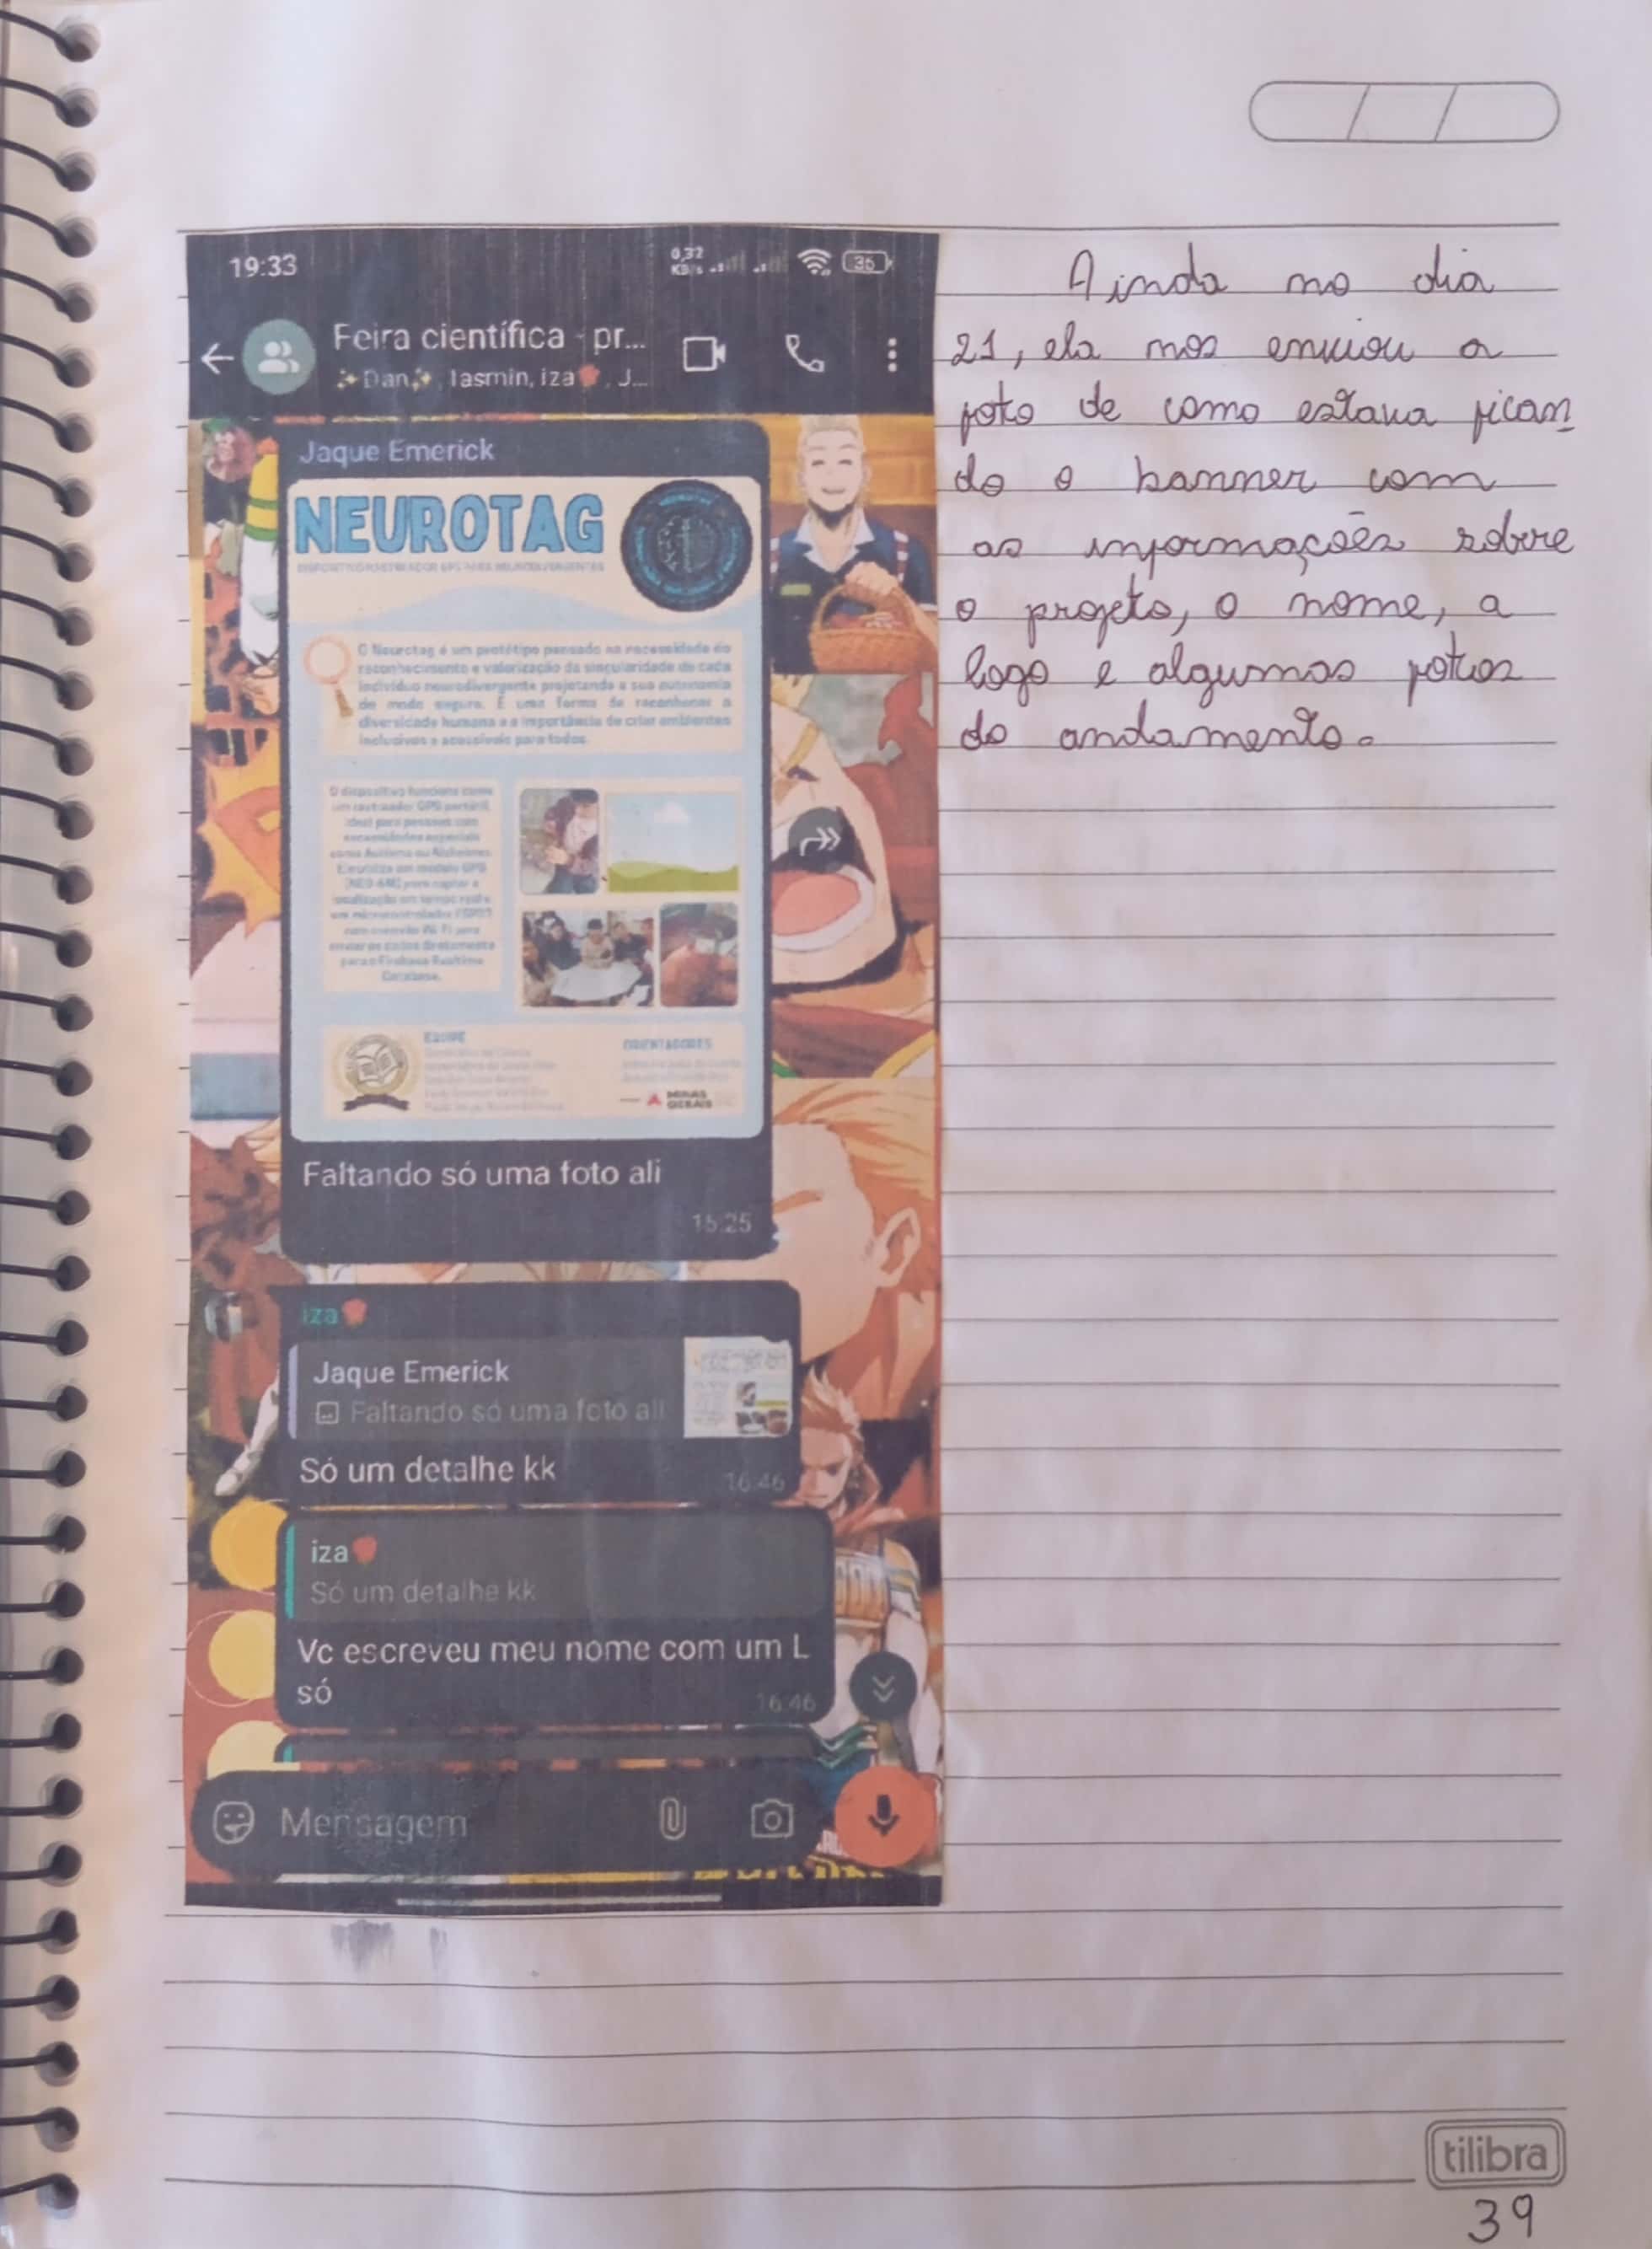 19:33
0,32
KB/s
36
Feira científica - pr...
✨Dan✨, Iasmin, iza🌹, J...
Jaque Emerick
NEUROTAG
DISPOSITIVO RASTREADOR GPS PARA NEURODIVERGENTES
O Neurotag é um protótipo pensado na necessidade do
reconhecimento e valorização da singularidade de cada
indivíduo neurodivergente projetando a sua autonomia
de modo seguro. É uma forma de reconhecer a
diversidade humana e a importância de criar ambientes
inclusivos e acessíveis para todos.
O dispositivo funciona como
um rastreador GPS portátil,
ideal para pessoas com
necessidades especiais
como Autismo ou Alzheimer.
um módulo GPS
(NEO-6M) para captar a
localização em tempo real e
um microcontrolador ESP32
com conexão Wi-Fi para
enviar os dados diretamente
para o Firebase Realtime
Database.
EQUIPE
ORIENTADORES
MINAS
GERAIS
Faltando só uma foto ali
15:25
iza🌹
Jaque Emerick
Faltando só uma foto ali
Só um detalhe kk
16:46
iza🌹
Só um detalhe kk
Vc escreveu meu nome com um L
só
16:46
Mensagem
Ainda no dia
21, ela nos enviou a
foto de como estava fican
do o banner com
as informações sobre
o projeto, o nome, a
logo e algumas fotos
do andamento.
tilibra
39